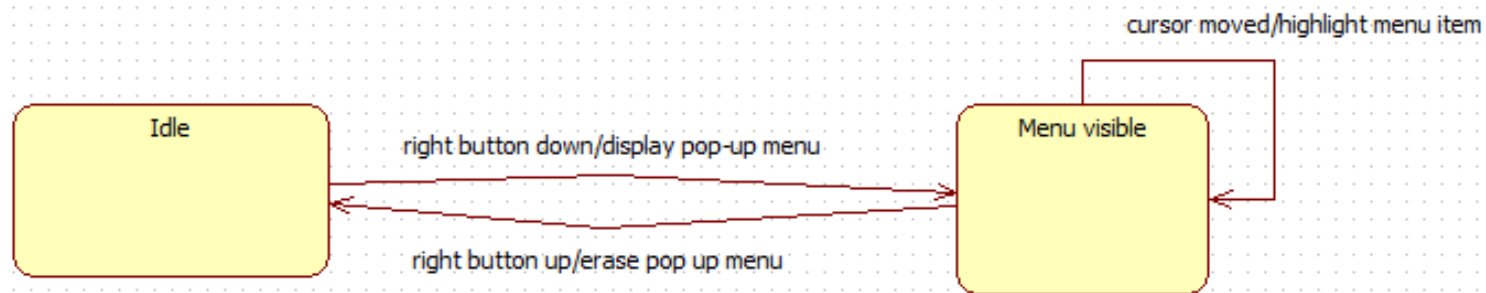 cursor moved/highlight menu item
Idle
Menu visible
right button down/display pop-up menu
right button up/erase pop up menu